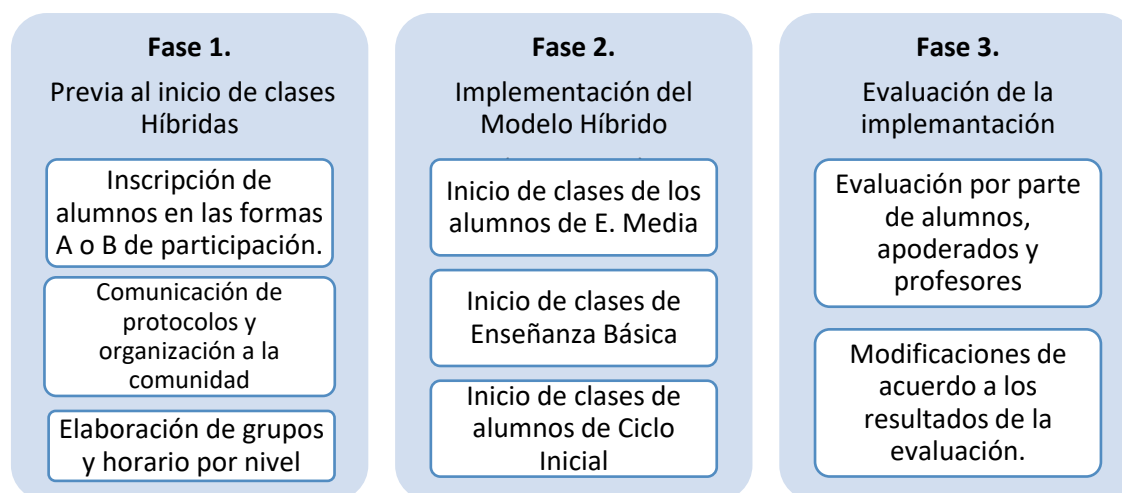 Fase 1.
Previa al inicio de clases
Híbridas
Inscripción de
alumnos en las formas
A o B de participación.
Comunicación de
protocolos y
organización a la
comunidad
Elaboración de grupos
y horario por nivel
Fase 2.
Implementación del
Modelo Híbrido
Inicio de clases de los
alumnos de E. Media
Inicio de clases de
Enseñanza Básica
Inicio de clases de
alumnos de Ciclo
Inicial
Fase 3.
Evaluación de la
implemantación
Evaluación por parte
de alumnos,
apoderados y
profesores
Modificaciones de
acuerdo a los
resultados de la
evaluación.